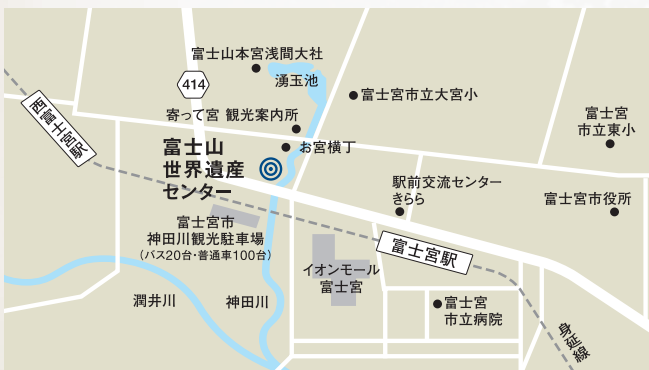 富士山本宮浅間大社
414
湧玉池
富士宮市立大宮小
西富士宮駅
寄って宮 観光案内所
富士宮
市立東小
富士山
世界遺産
センター
お宮横丁
駅前交流センター
きらら
富士宮市役所
富士宮市
神田川観光駐車場
(バス20台・普通車100台)
富士宮駅
イオンモール
富士宮
潤井川
神田川
富士宮
市立病院
身延線